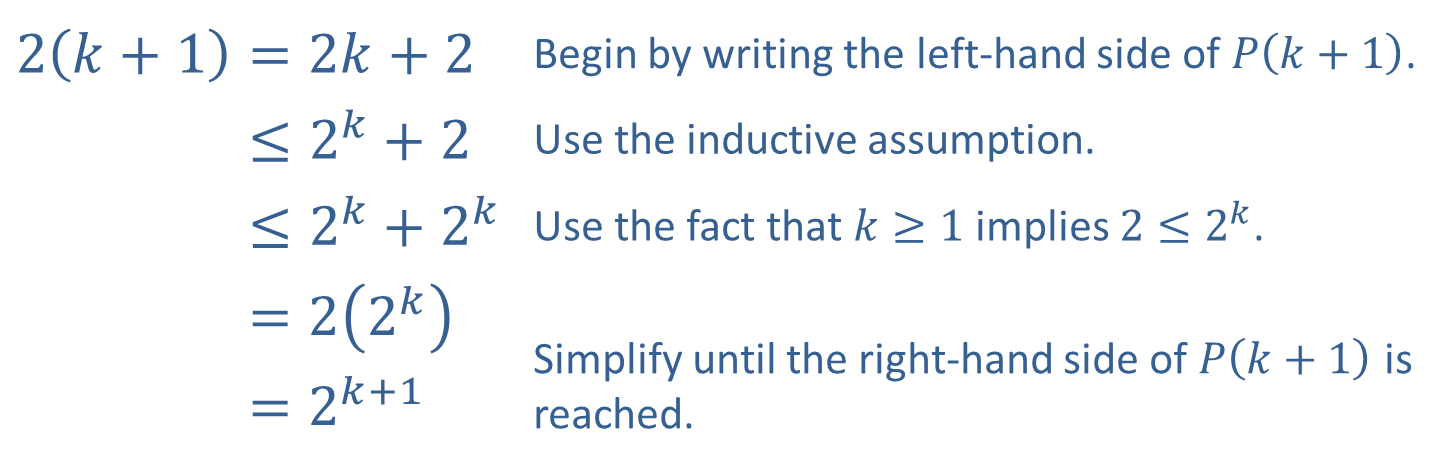 2(k + 1) = 2k + 2 Begin by writing the left-hand side of P(k + 1).
≤ 2^k + 2 Use the inductive assumption.
≤ 2^k + 2^k Use the fact that k ≥ 1 implies 2 ≤ 2^k.
= 2(2^k)
= 2^{k+1}
Simplify until the right-hand side of P(k + 1) is
reached.